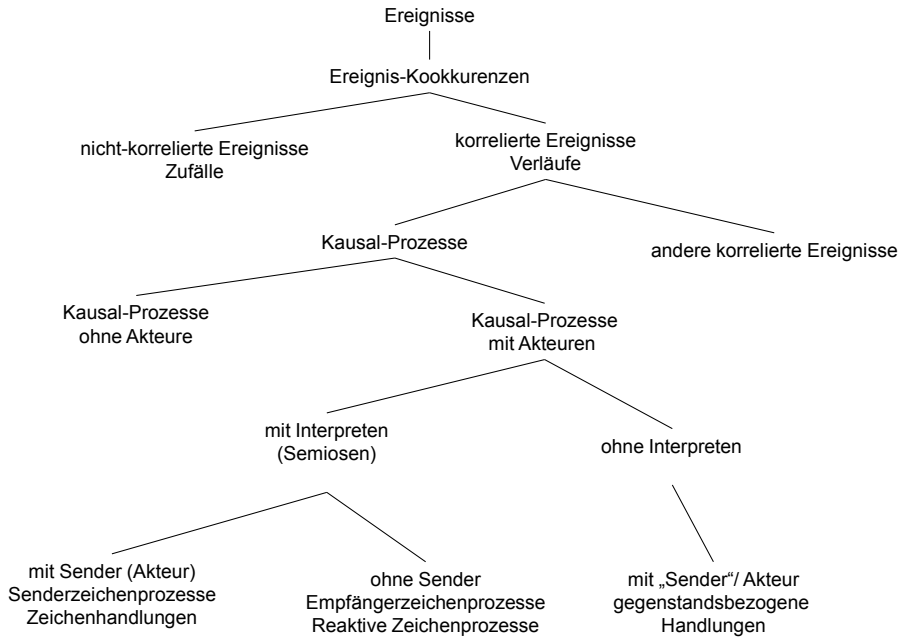 Ereignisse
Ereignis-Kookkurenzen
nicht-korrelierte Ereignisse
Zufälle
korrelierte Ereignisse
Verläufe
Kausal-Prozesse
andere korrelierte Ereignisse
Kausal-Prozesse
ohne Akteure
Kausal-Prozesse
mit Akteuren
mit Interpreten
(Semiosen)
ohne Interpreten
mit Sender (Akteur)
Senderzeichenprozesse
Zeichenhandlungen
ohne Sender
Empfängerzeichenprozesse
Reaktive Zeichenprozesse
mit „Sender“/ Akteur
gegenstandsbezogene
Handlungen